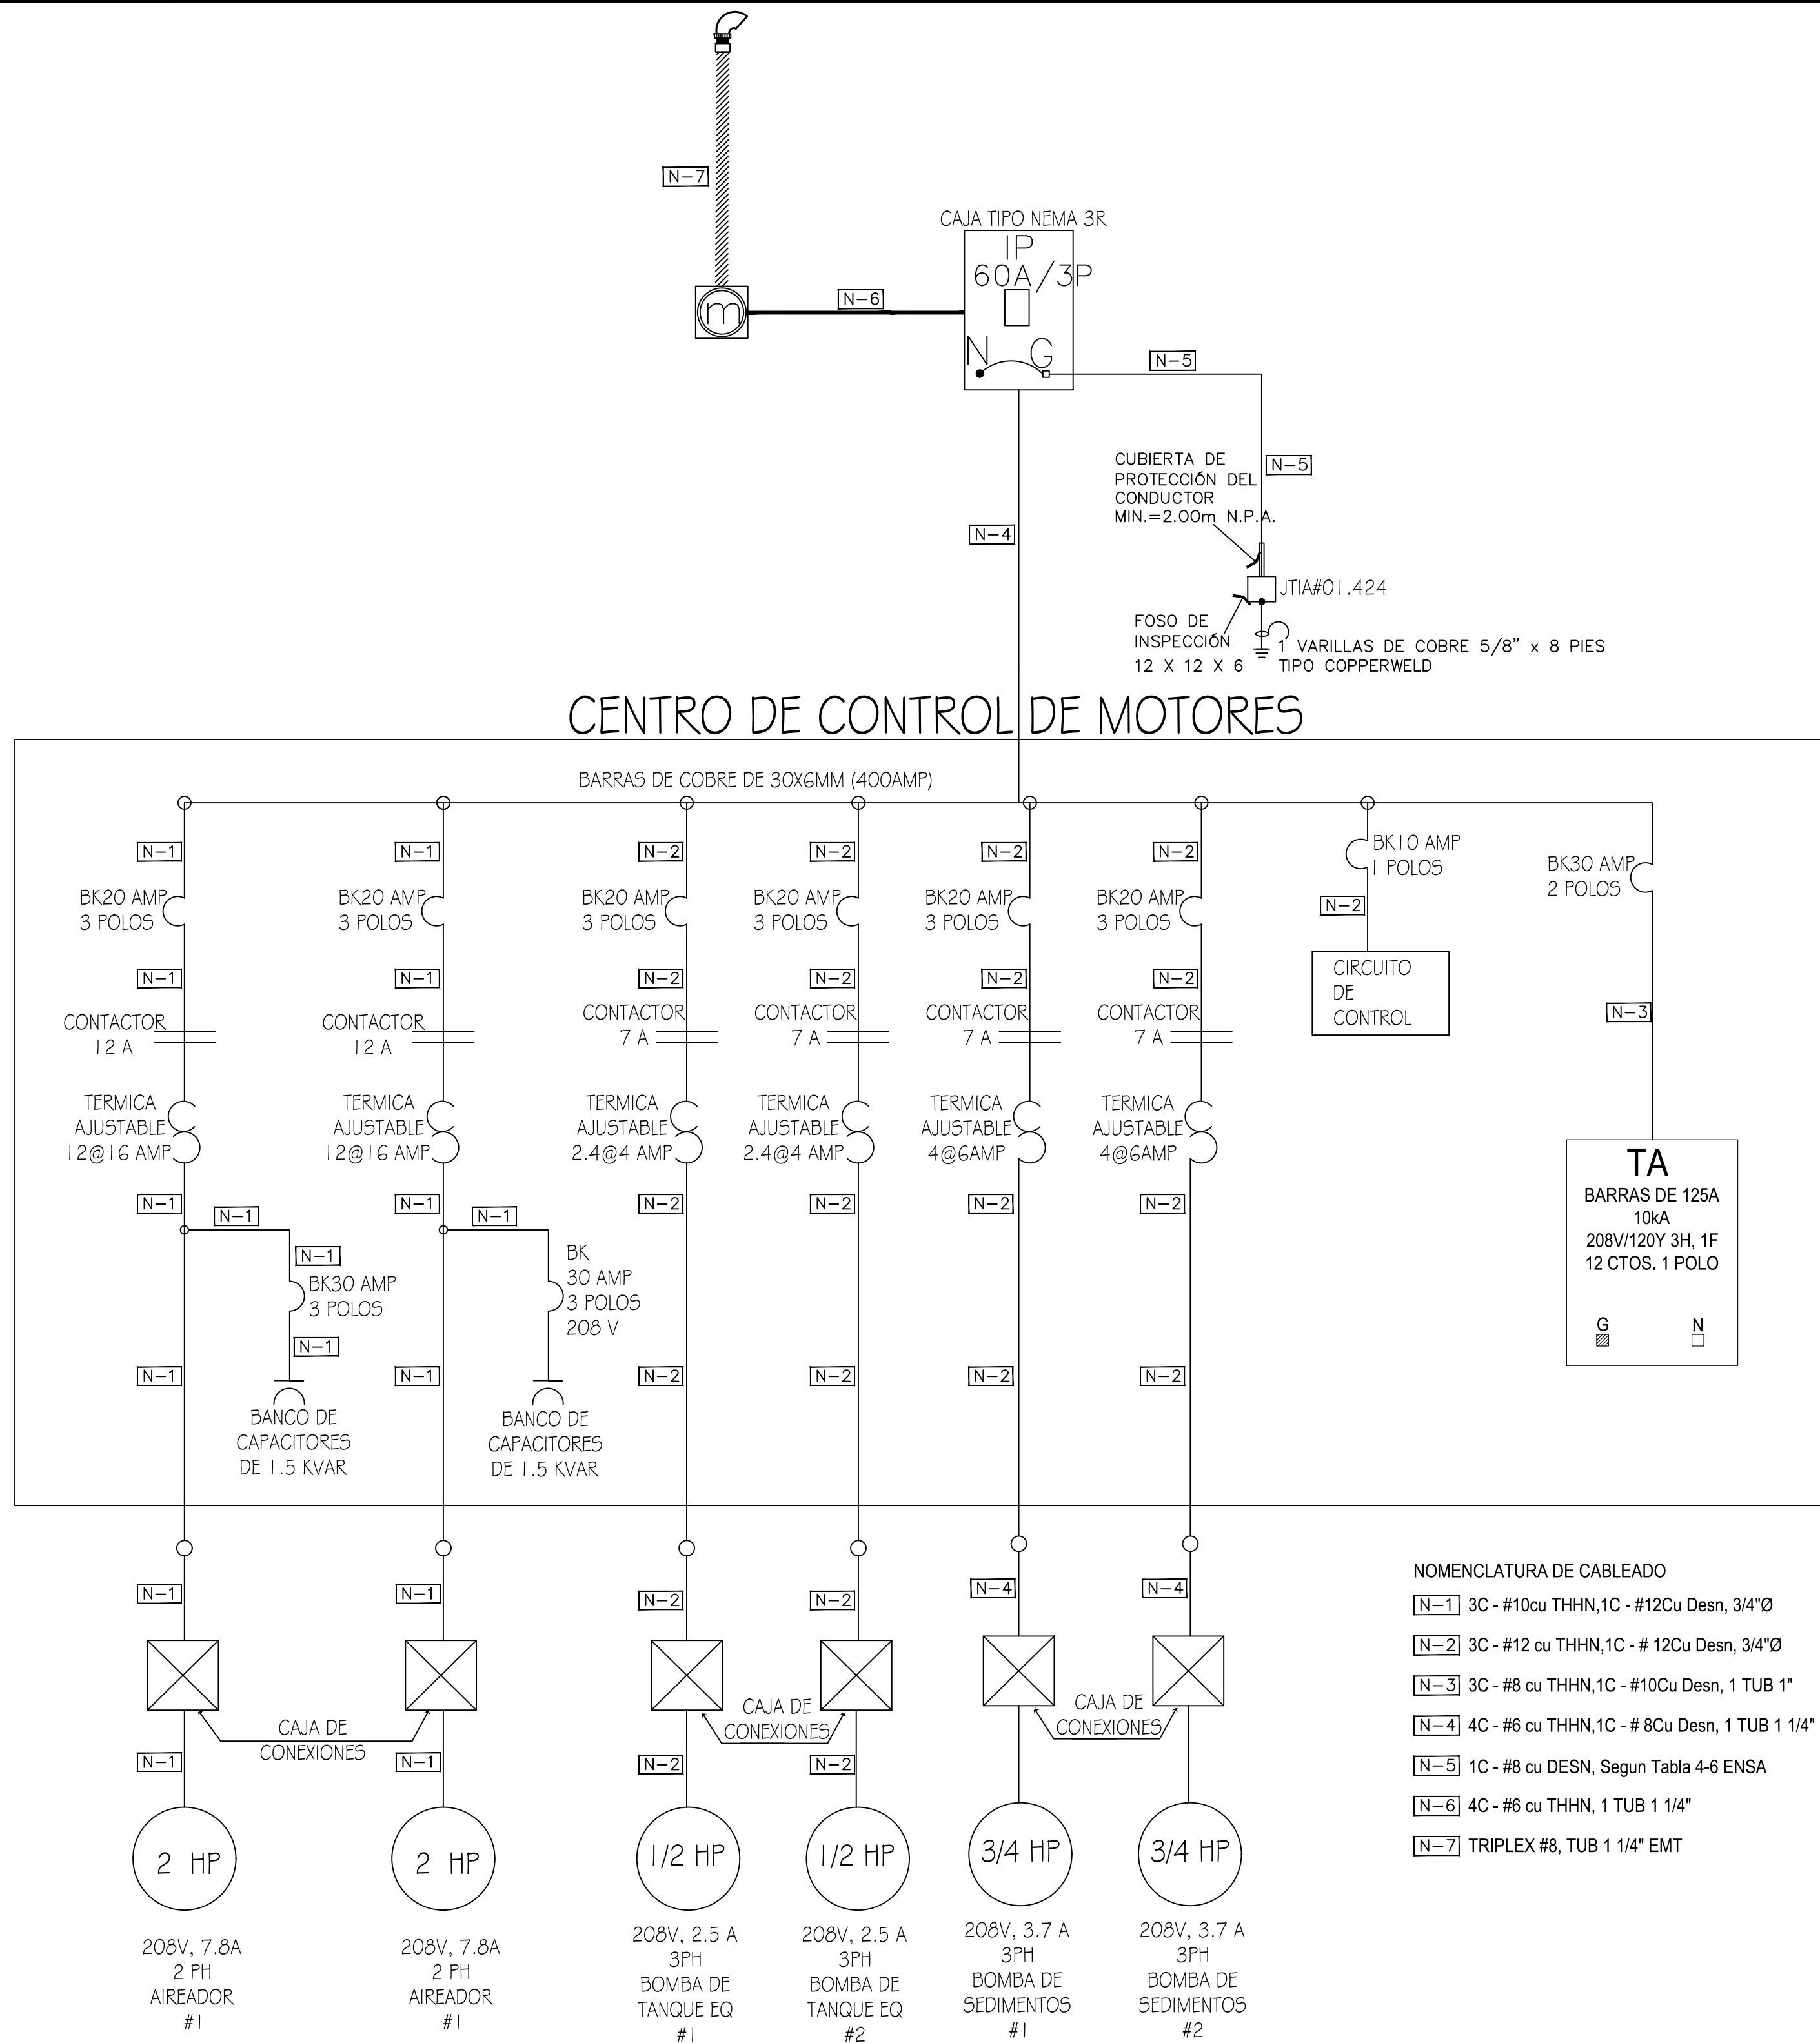 N-7
CAJA TIPO NEMA 3R
IP
60A/3P
m
N-6
N G
N-5
CUBIERTA DE
PROTECCIÓN DEL
CONDUCTOR
MIN.=2.00m N.P.A.
N-5
N-4
JTIA#01.424
FOSO DE
INSPECCIÓN
12 X 12 X 6
1 VARILLAS DE COBRE 5/8” x 8 PIES
TIPO COPPERWELD
CENTRO DE CONTROL DE MOTORES
BARRAS DE COBRE DE 30X6MM (400AMP)
N-1
BK20 AMP
3 POLOS
N-1
CONTACTOR
12 A
TERMICA
AJUSTABLE
12@16 AMP
N-1
N-1
N-1
BK30 AMP
3 POLOS
N-1
N-1
BANCO DE
CAPACITORES
DE 1.5 KVAR
N-1
BK20 AMP
3 POLOS
N-1
CONTACTOR
12 A
TERMICA
AJUSTABLE
12@16 AMP
N-1
N-1
BK
30 AMP
3 POLOS
208 V
N-1
BANCO DE
CAPACITORES
DE 1.5 KVAR
N-2
BK20 AMP
3 POLOS
N-2
CONTACTOR
7 A
TERMICA
AJUSTABLE
2.4@4 AMP
N-2
N-2
N-2
BK20 AMP
3 POLOS
N-2
CONTACTOR
7 A
TERMICA
AJUSTABLE
2.4@4 AMP
N-2
N-2
N-2
BK20 AMP
3 POLOS
N-2
CONTACTOR
7 A
TERMICA
AJUSTABLE
4@6AMP
N-2
N-2
N-2
BK20 AMP
3 POLOS
N-2
CONTACTOR
7 A
TERMICA
AJUSTABLE
4@6AMP
N-2
N-2
BK10 AMP
1 POLOS
N-2
CIRCUITO
DE
CONTROL
BK30 AMP
2 POLOS
N-3
TA
BARRAS DE 125A
10kA
208V/120Y 3H, 1F
12 CTOS. 1 POLO
G N
N-1
N-1
N-2
N-2
N-4
N-4
CAJA DE
CONEXIONES
CAJA DE
CONEXIONES
CAJA DE
CONEXIONES
N-1
N-1
N-2
N-2
2 HP
2 HP
1/2 HP
1/2 HP
3/4 HP
3/4 HP
208V, 7.8A
2 PH
AIREADOR
#1
208V, 7.8A
2 PH
AIREADOR
#1
208V, 2.5 A
3PH
BOMBA DE
TANQUE EQ
#1
208V, 2.5 A
3PH
BOMBA DE
TANQUE EQ
#2
208V, 3.7 A
3PH
BOMBA DE
SEDIMENTOS
#1
208V, 3.7 A
3PH
BOMBA DE
SEDIMENTOS
#2
NOMENCLATURA DE CABLEADO
N-1 3C - #10cu THHN,1C - #12Cu Desn, 3/4"Ø
N-2 3C - #12 cu THHN,1C - # 12Cu Desn, 3/4"Ø
N-3 3C - #8 cu THHN,1C - #10Cu Desn, 1 TUB 1"
N-4 4C - #6 cu THHN,1C - # 8Cu Desn, 1 TUB 1 1/4"
N-5 1C - #8 cu DESN, Segun Tabla 4-6 ENSA
N-6 4C - #6 cu THHN, 1 TUB 1 1/4"
N-7 TRIPLEX #8, TUB 1 1/4" EMT